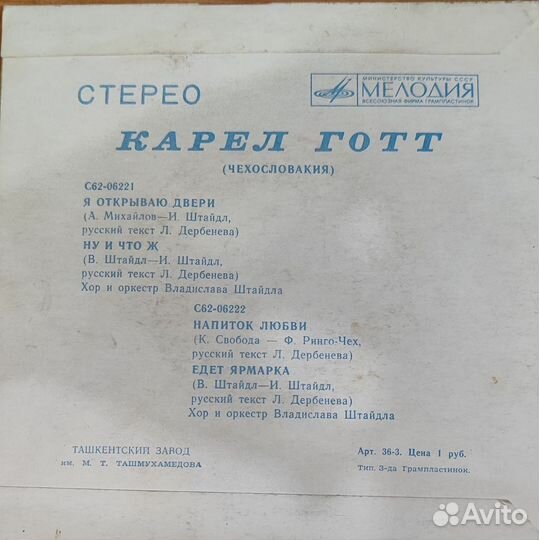 СТЕРЕО
МИНИСТЕРСТВО КУЛЬТУРЫ СССР
МЕЛОДИЯ
ВСЕСОЮЗНАЯ ФИРМА ГРАМПЛАСТИНОК
КАРЕЛ ГОТТ
(ЧЕХОСЛОВАКИЯ)
С62-06221
Я ОТКРЫВАЮ ДВЕРИ
(А. Михайлов—И. Штайдл,
русский текст Л. Дербенева)
НУ И ЧТО Ж
(В. Штайдл—И. Штайдл,
русский текст Л. Дербенева)
Хор и оркестр Владислава Штайдла
С62-06222
НАПИТОК ЛЮБВИ
(К. Свобода — Ф. Ринго-Чех,
русский текст Л. Дербенева)
ЕДЕТ ЯРМАРКА
(В. Штайдл—И. Штайдл,
русский текст Л. Дербенева)
Хор и оркестр Владислава Штайдла
ТАШКЕНТСКИЙ ЗАВОД
им. М. Т. ТАШМУХАМЕДОВА
Арт. 36-3. Цена 1 руб.
Тип. З-да Грампластинок.
Avito